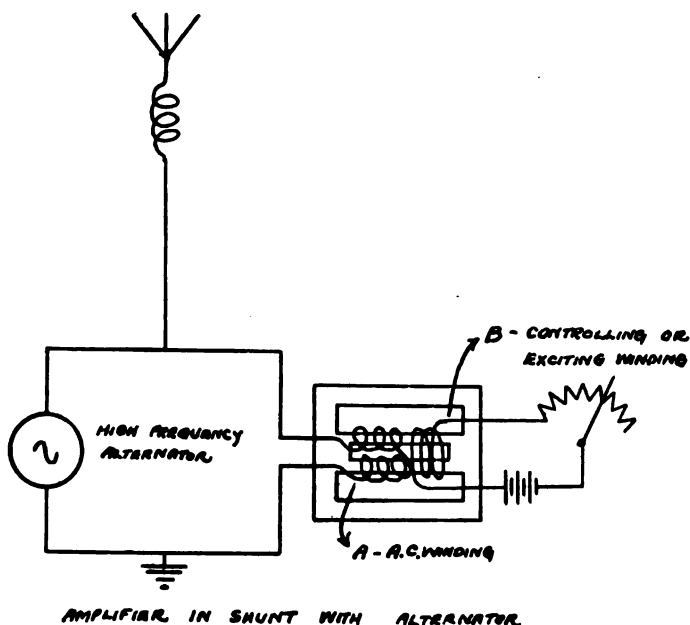 B - CONTROLLING OR
EXCITING WINDING
HIGH FREQUENCY
ALTERNATOR
A - A.C. WINDING
AMPLIFIER IN SHUNT WITH ALTERNATOR